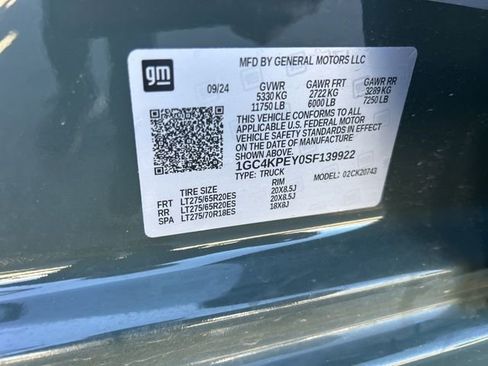 MFD BY GENERAL MOTORS LLC
gm
09/24
GVWR GAWR FRT GAWR RR
5330 KG 2722 KG 3289 KG
11750 LB 6000 LB 7250 LB
THIS VEHICLE CONFORMS TO ALL
APPLICABLE U.S. FEDERAL MOTOR
VEHICLE SAFETY STANDARDS IN EFFECT
ON THE DATE OF MANUFACTURE
SHOWN ABOVE.
1GC4KPEY0SF139922
TYPE: TRUCK MODEL: 02CK20743
TIRE SIZE RIM
FRT LT275/65R20ES 20X8.5J
RR LT275/65R20ES 20X8.5J
SPA LT275/70R18ES 18X8J